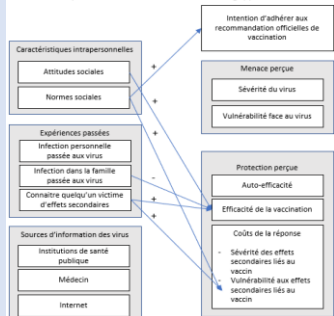 Intention d'adhérer aux
recommandation officielles de
vaccination
Caractéristiques intrapersonnelles
Attitudes sociales
Normes sociales
Menace perçue
Sévérité du virus
Vulnérabilité face au virus
Expériences passées
Infection personnelle
passée aux virus
Infection dans la famille
passée aux virus
Connaitre quelqu'un victime
d'effets secondaires
Protection perçue
Auto-efficacité
Efficacité de la vaccination
Coûts de la réponse
- Sévérité des effets
secondaires liés au
vaccin
- Vulnérabilité aux effets
secondaires liés au
vaccin
Sources d'information des virus
Institutions de santé
publique
Médecin
Internet
+
+
+
-
+
+